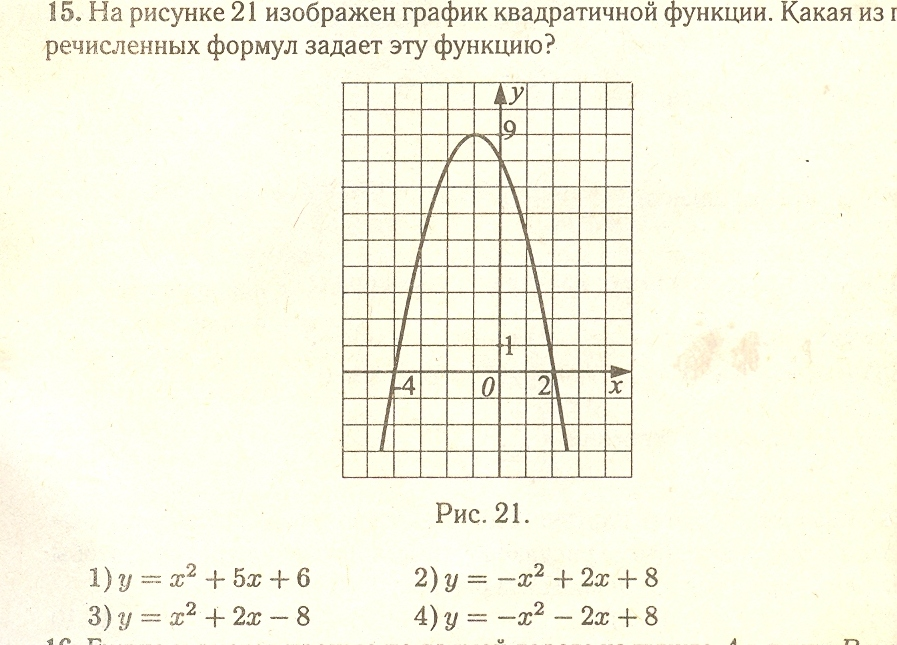 15. На рисунке 21 изображен график квадратичной функции. Какая из
речисленных формул задает эту функцию?
y
9
1
-4 0 2 x
Рис. 21.
1) y = x² + 5x + 6 2) y = −x² + 2x + 8
3) y = x² + 2x − 8 4) y = −x² − 2x + 8